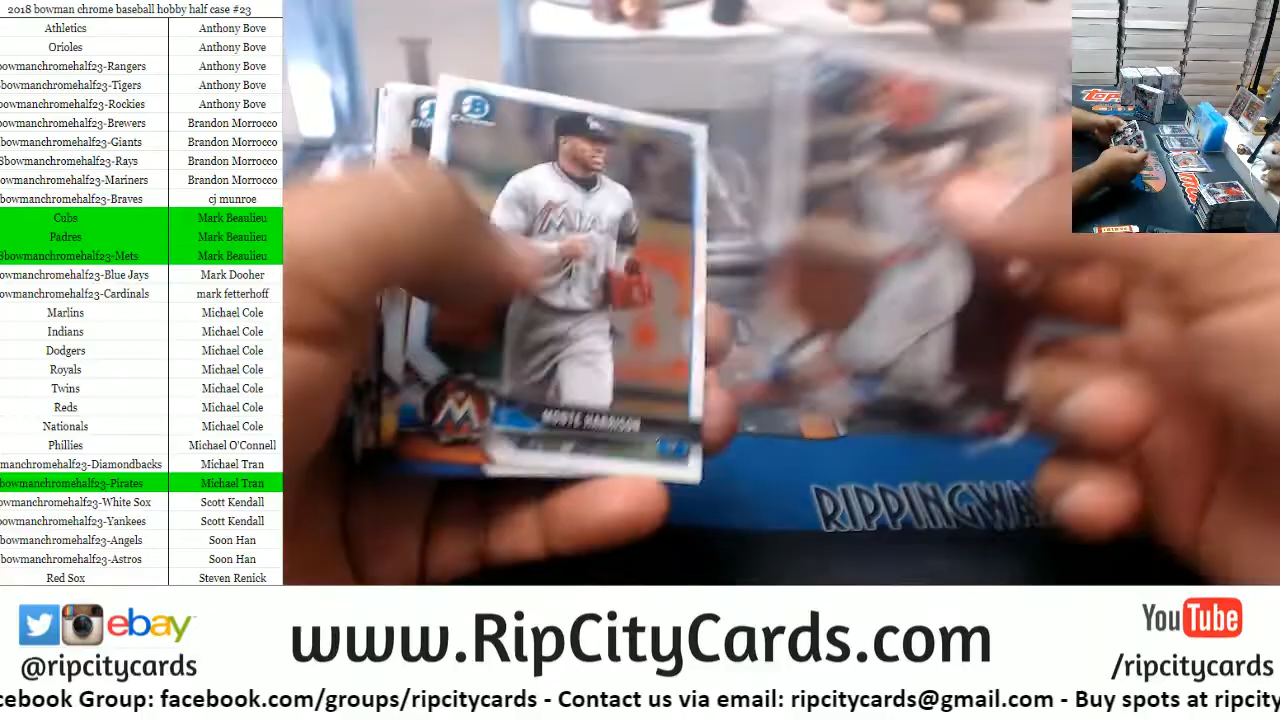 2018 bowman chrome baseball hobby half case #23
Athletics Anthony Bove
Orioles Anthony Bove
bowmanchromehalf23-Rangers Anthony Bove
bowmanchromehalf23-Tigers Anthony Bove
bowmanchromehalf23-Rockies Anthony Bove
bowmanchromehalf23-Brewers Brandon Morrocco
bowmanchromehalf23-Giants Brandon Morrocco
8bowmanchromehalf23-Rays Brandon Morrocco
bowmanchromehalf23-Mariners Brandon Morrocco
bowmanchromehalf23-Braves cj munroe
Cubs Mark Beaulieu
Padres Mark Beaulieu
8bowmanchromehalf23-Mets Mark Beaulieu
owmanchromehalf23-Blue Jays Mark Dooher
owmanchromehalf23-Cardinals mark fetterhoff
Marlins Michael Cole
Indians Michael Cole
Dodgers Michael Cole
Royals Michael Cole
Twins Michael Cole
Reds Michael Cole
Nationals Michael Cole
Phillies Michael O'Connell
manchromehalf23-Diamondbacks Michael Tran
bowmanchromehalf23-Pirates Michael Tran
owmanchromehalf23-White Sox Scott Kendall
owmanchromehalf23-Yankees Scott Kendall
bowmanchromehalf23-Angels Soon Han
bowmanchromehalf23-Astros Soon Han
Red Sox Steven Renick
MIAMI
MONTE HARRISON
RIPPINGWA
TOPPS
ebay
@ripcitycards
www.RipCityCards.com
YouTube
/ripcitycards
cebook Group: facebook.com/groups/ripcitycards - Contact us via email: ripcitycards@gmail.com - Buy spots at ripcity